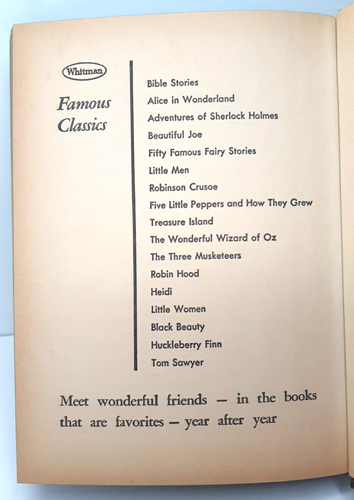 Whitman
Famous
Classics
Bible Stories
Alice in Wonderland
Adventures of Sherlock Holmes
Beautiful Joe
Fifty Famous Fairy Stories
Little Men
Robinson Crusoe
Five Little Peppers and How They Grew
Treasure Island
The Wonderful Wizard of Oz
The Three Musketeers
Robin Hood
Heidi
Little Women
Black Beauty
Huckleberry Finn
Tom Sawyer
Meet wonderful friends — in the books
that are favorites — year after year